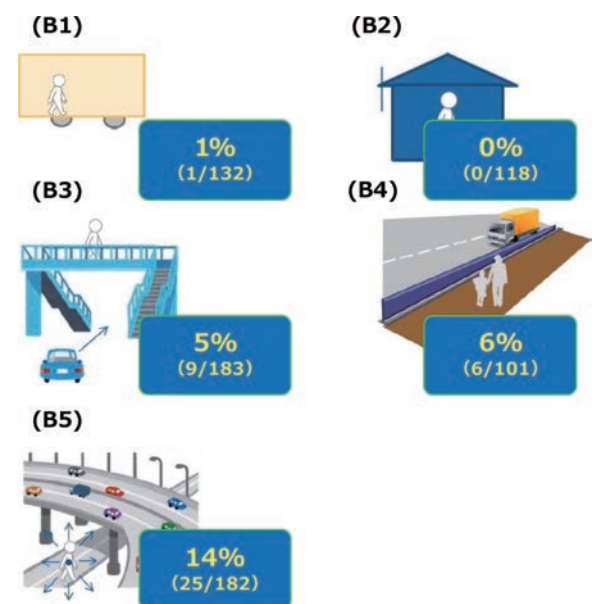 (B1)
1%
(1/132)
(B2)
0%
(0/118)
(B3)
5%
(9/183)
(B4)
6%
(6/101)
(B5)
14%
(25/182)